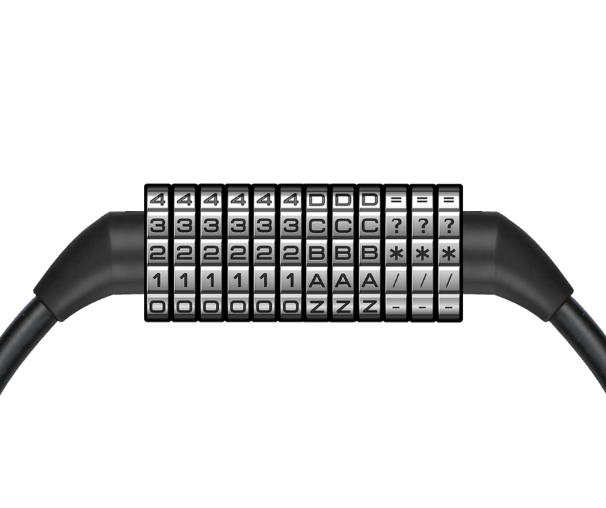 444444DDD===
333333CCC???
222222BBB***
111111AAA///
000000ZZZ---